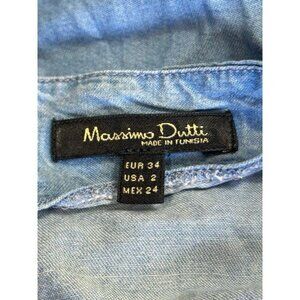 Massimo Dutti
MADE IN TUNISIA
EUR 34
USA 2
MEX 24